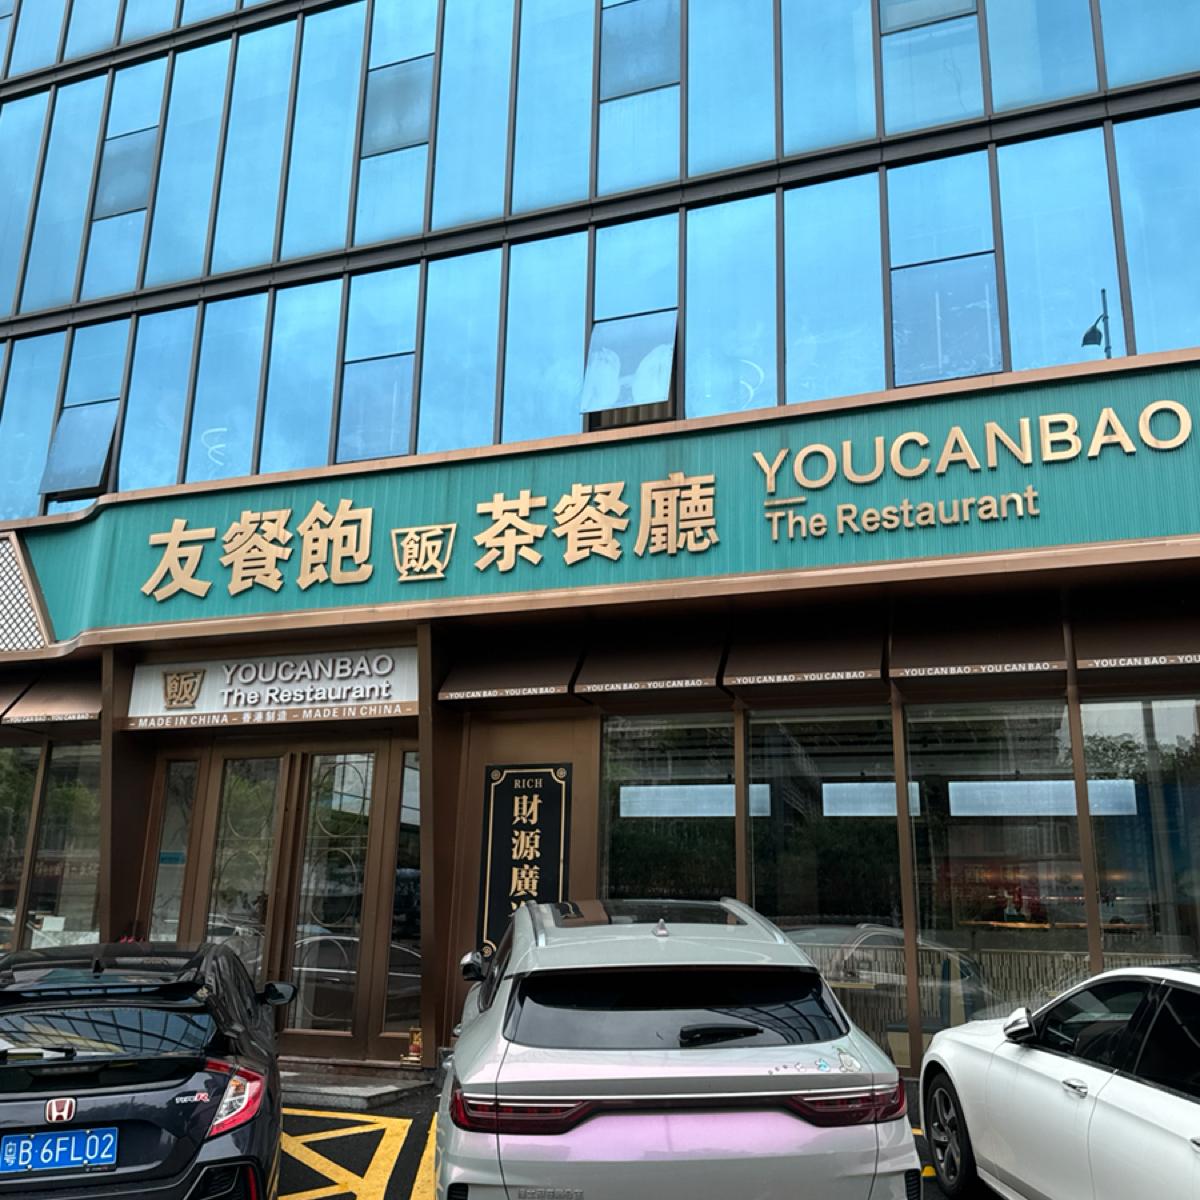 友餐飽 飯 茶餐廳
YOUCANBAO
The Restaurant
飯
YOUCANBAO
The Restaurant
- MADE IN CHINA - 香港制造 - MADE IN CHINA -
- YOU CAN BAO - YOU CAN BAO -
- YOU CAN BAO - YOU CAN BAO -
- YOU CAN BAO - YOU CAN BAO -
- YOU CAN BAO - YOU CAN BAO -
- YOU CAN BAO - YOU
RICH
財源廣
TYPE R
粤B·6FL02